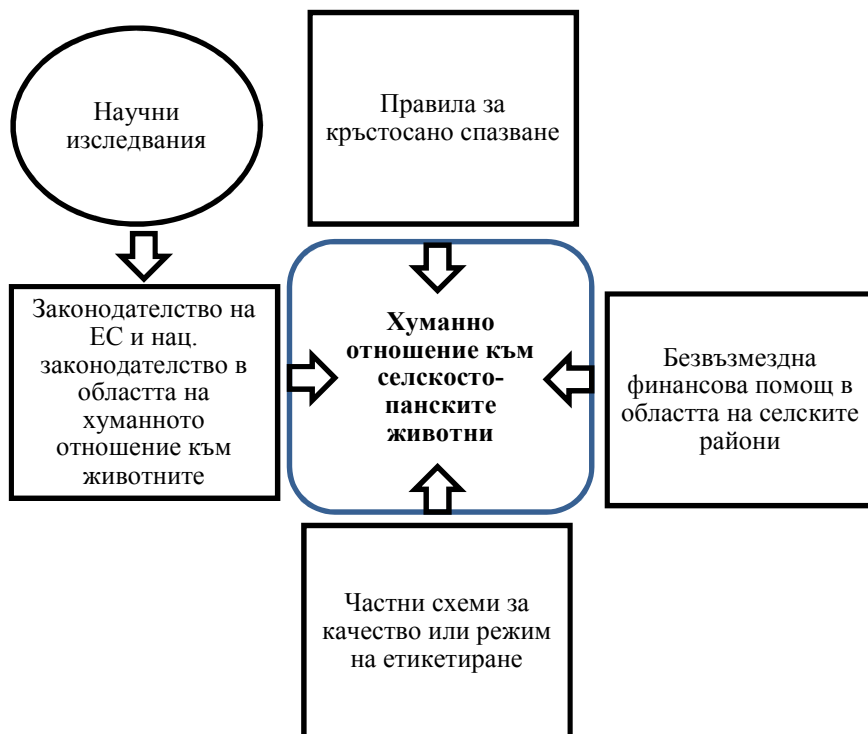 Научни
изследвания
Правила за
кръстосано спазване
Законодателство на
ЕС и нац.
законодателство в
областта на
хуманното
отношение към
животните
Хуманно
отношение към
селскосто-
панските
животни
Безвъзмездна
финансова помощ в
областта на селските
райони
Частни схеми за
качество или режим
на етикетиране